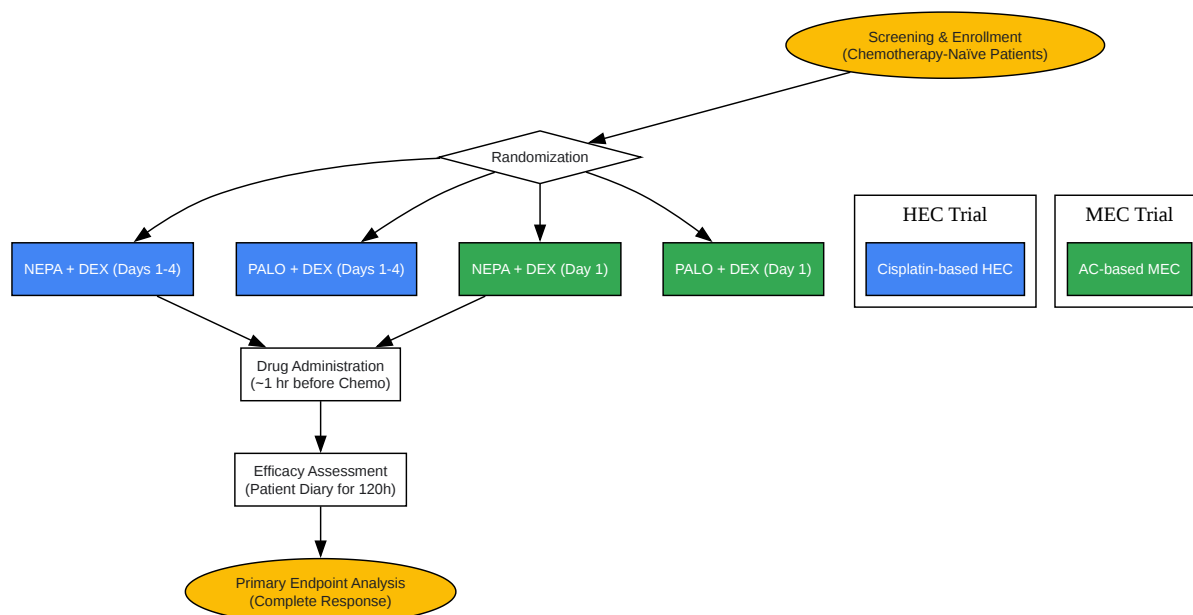 Screening & Enrollment
(Chemotherapy-Naïve Patients)
Randomization
HEC Trial
MEC Trial
NEPA + DEX (Days 1-4)
PALO + DEX (Days 1-4)
NEPA + DEX (Day 1)
PALO + DEX (Day 1)
Cisplatin-based HEC
AC-based MEC
Drug Administration
(~1 hr before Chemo)
Efficacy Assessment
(Patient Diary for 120h)
Primary Endpoint Analysis
(Complete Response)